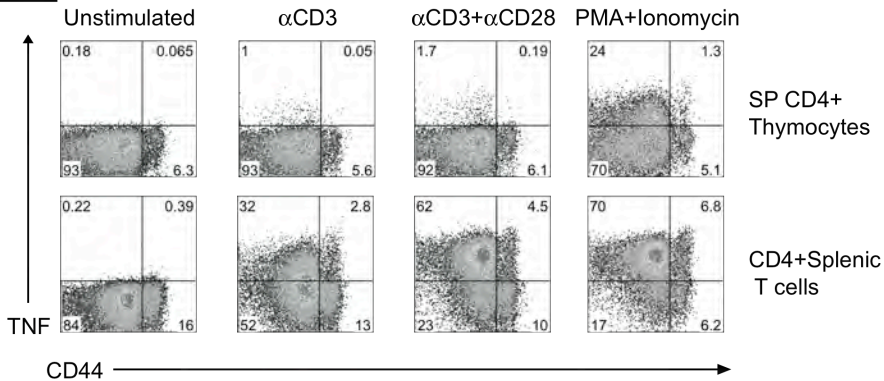 Unstimulated αCD3 αCD3+αCD28 PMA+Ionomycin
0.18 0.065 1 0.05 1.7 0.19 24 1.3
SP CD4+
Thymocytes
93 6.3 93 5.6 92 6.1 70 5.1
0.22 0.39 32 2.8 62 4.5 70 6.8
CD4+Splenic
T cells
84 16 52 13 23 10 17 6.2
TNF
CD44